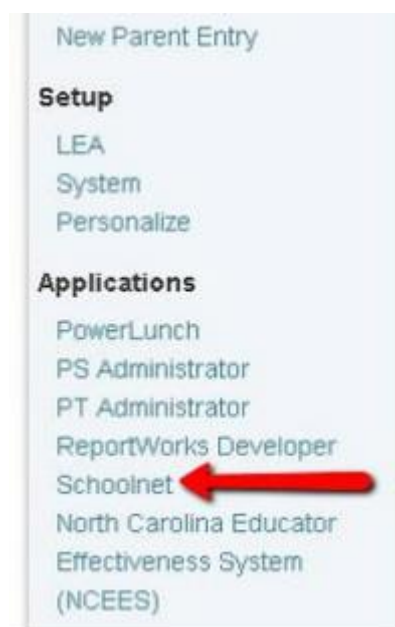 New Parent Entry
Setup
LEA
System
Personalize
Applications
PowerLunch
PS Administrator
PT Administrator
ReportWorks Developer
Schoolnet
North Carolina Educator
Effectiveness System
(NCEES)